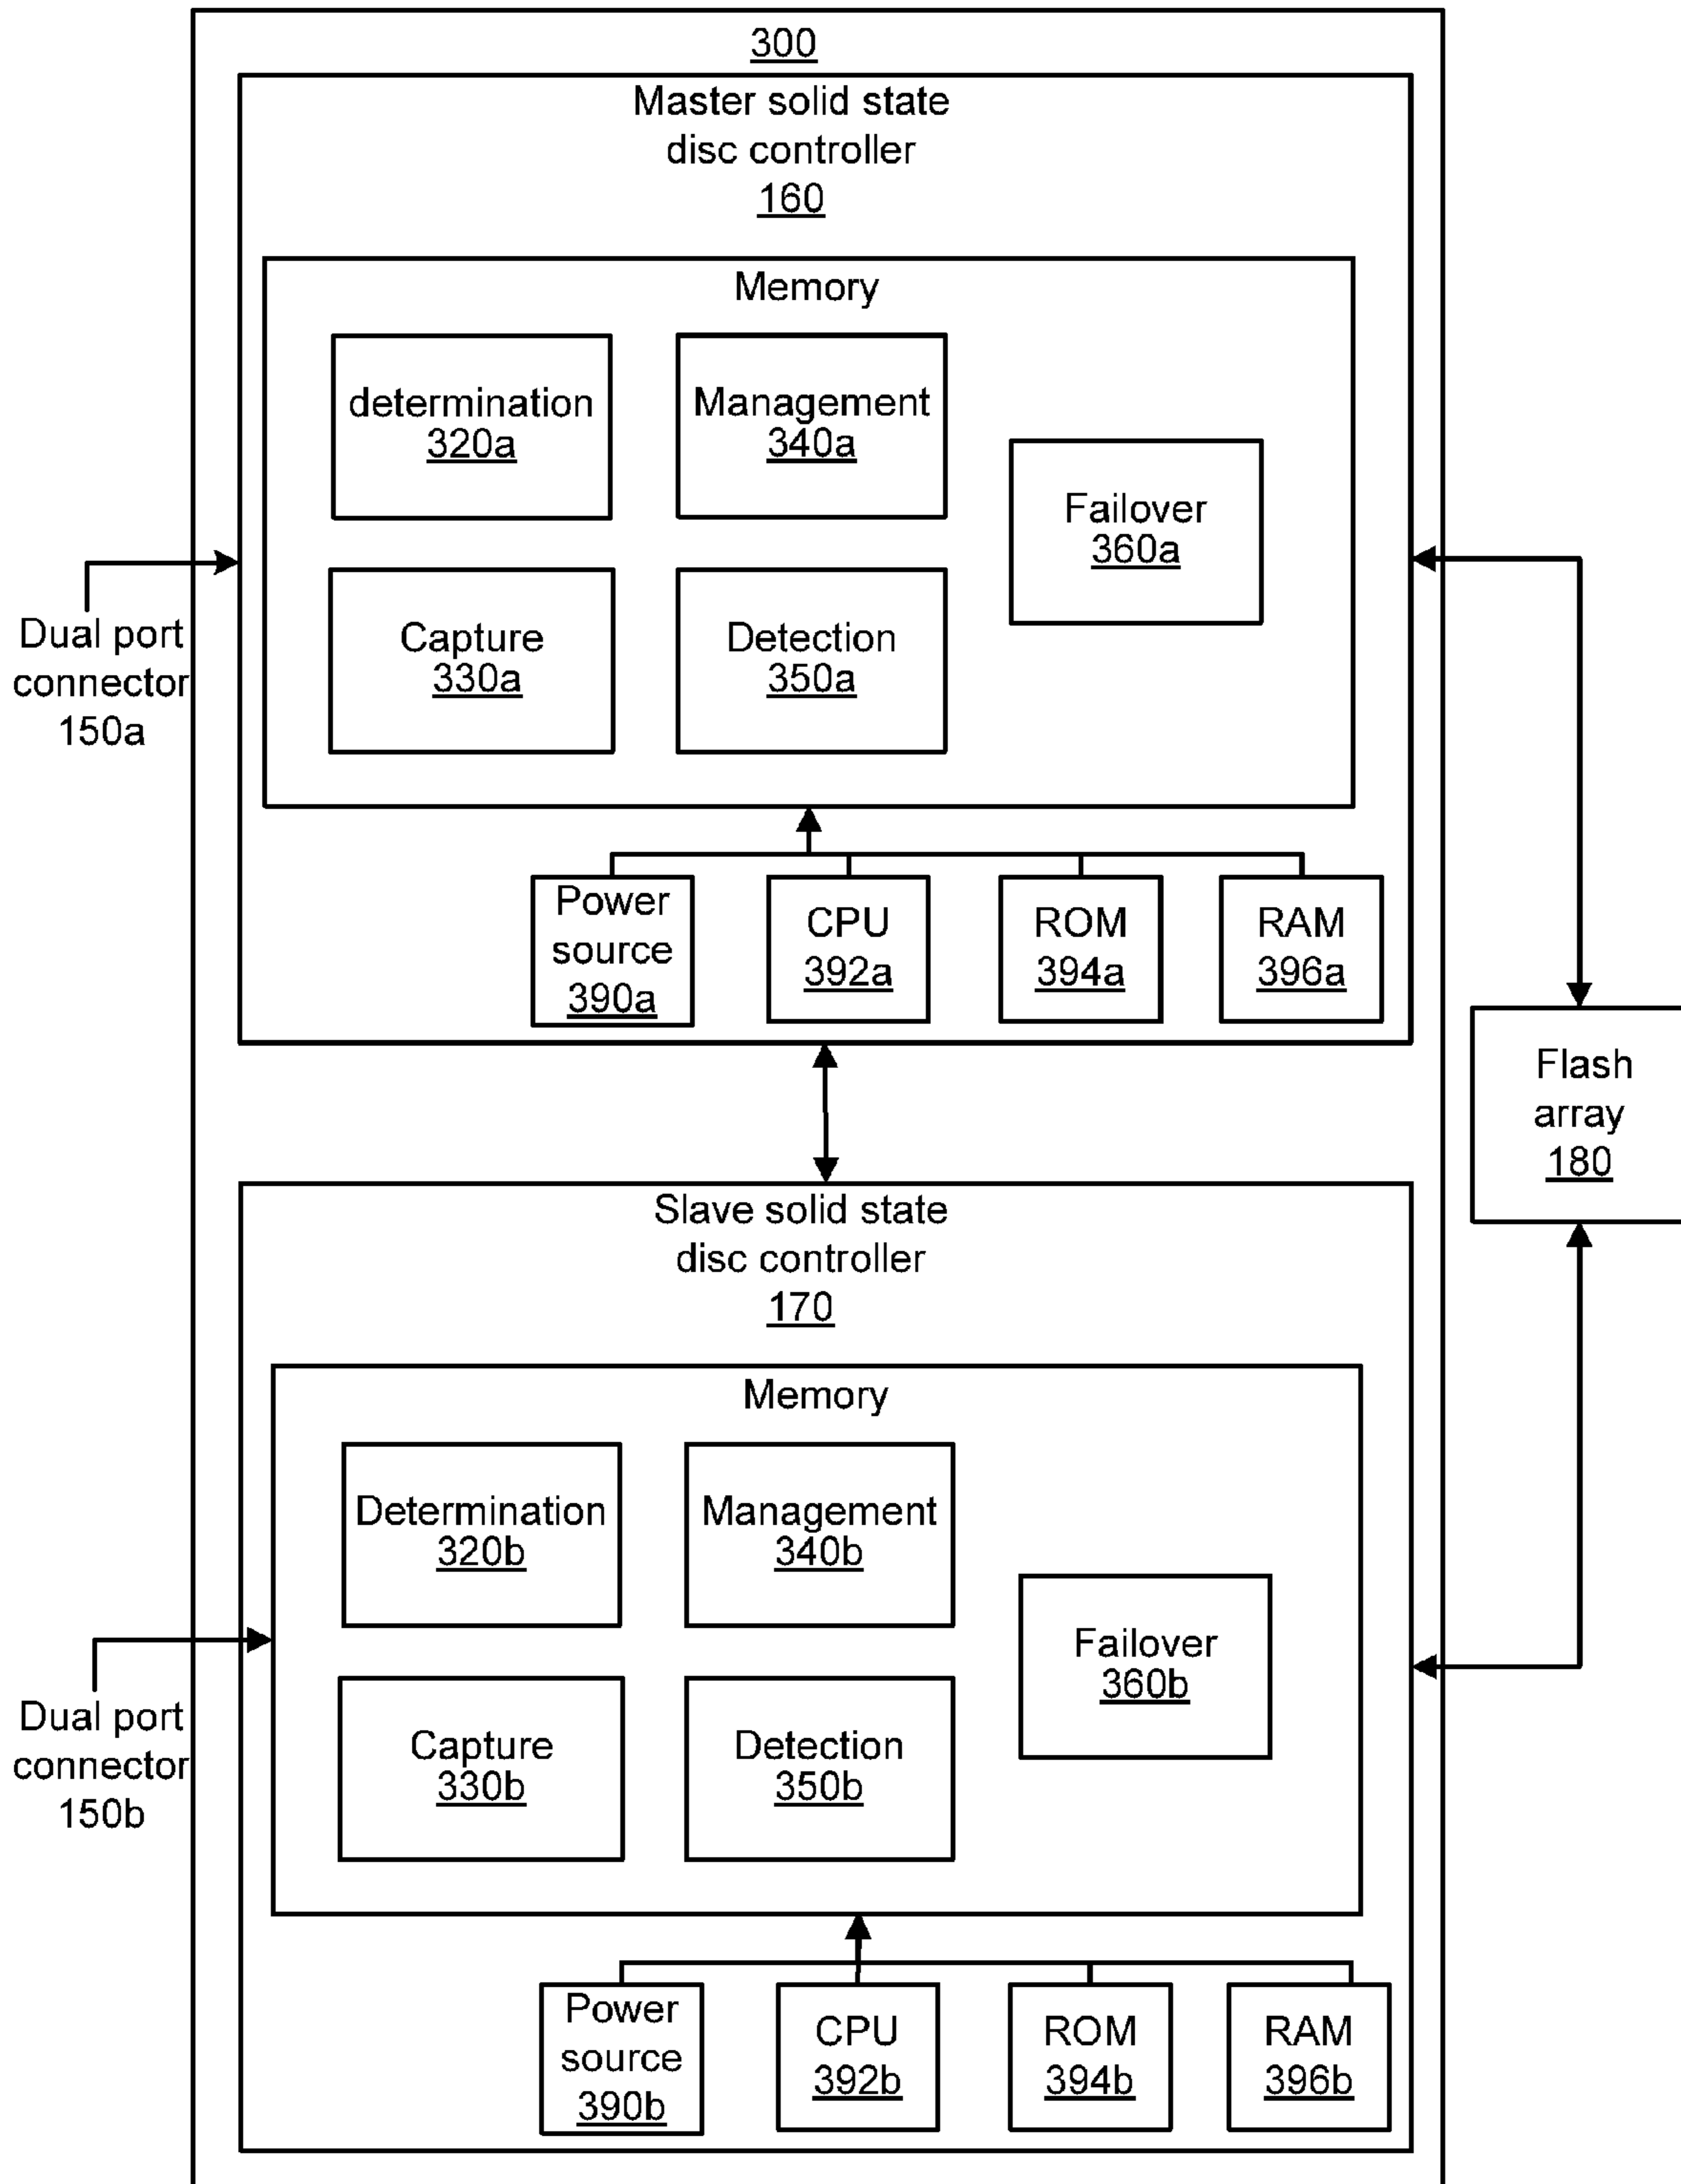 300
Master solid state
disc controller
160
Memory
determination
320a
Management
340a
Failover
360a
Capture
330a
Detection
350a
Dual port
connector
150a
Power
source
390a
CPU
392a
ROM
394a
RAM
396a
Flash
array
180
Slave solid state
disc controller
170
Memory
Determination
320b
Management
340b
Failover
360b
Capture
330b
Detection
350b
Dual port
connector
150b
Power
source
390b
CPU
392b
ROM
394b
RAM
396b